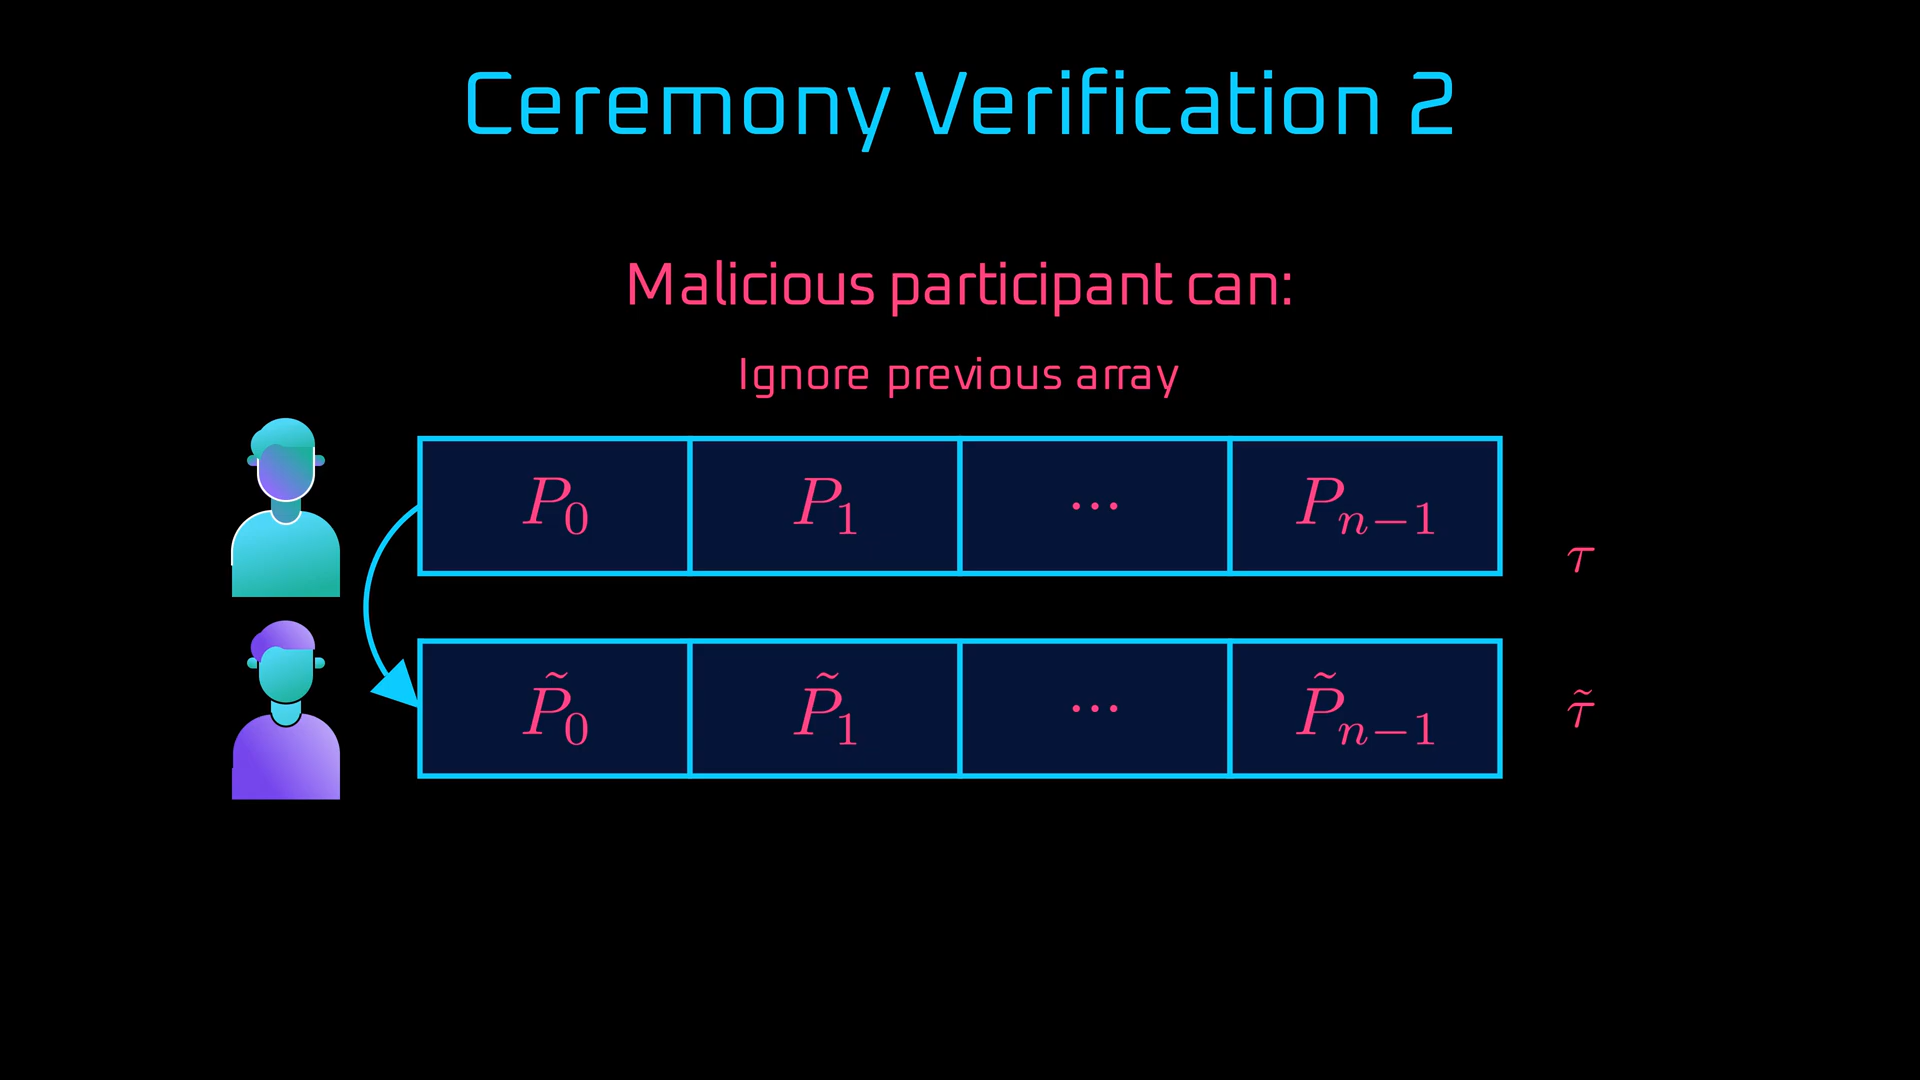 Ceremony Verification 2
Malicious participant can:
Ignore previous array
P₀ P₁ ⋯ Pₙ₋₁
τ
P̃₀ P̃₁ ⋯ P̃ₙ₋₁ τ̃